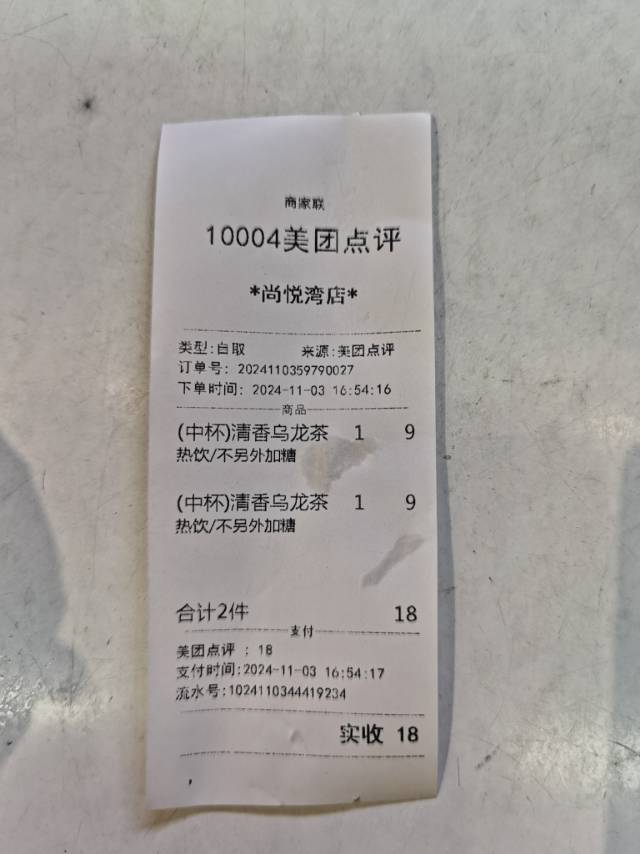 商家联
10004美团点评
*尚悦湾店*
类型:自取 来源:美团点评
订单号: 2024110359790027
下单时间: 2024-11-03 16:54:16
商品
(中杯)清香乌龙茶 1 9
热饮/不另外加糖
(中杯)清香乌龙茶 1 9
热饮/不另外加糖
合计2件 18
支付
美团点评 : 18
支付时间:2024-11-03 16:54:17
流水号:1024110344419234
实收 18